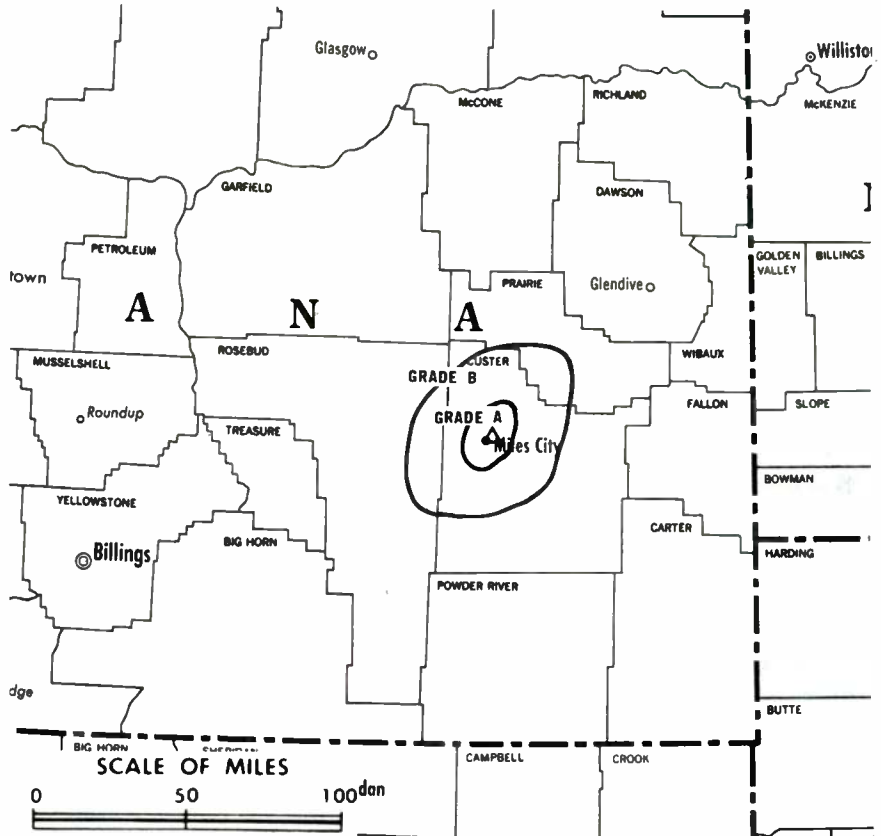 Glasgow
Williston
McCONE
RICHLAND
McKENZIE
GARFIELD
DAWSON
PETROLEUM
GOLDEN VALLEY
BILLINGS
town
PRAIRIE
Glendive
A N A
ROSEBUD
MUSSELSHELL
CUSTER
WIBAUX
GRADE B
FALLON
SLOPE
Roundup
GRADE A
TREASURE
Miles City
BOWMAN
YELLOWSTONE
CARTER
BIG HORN
Billings
HARDING
POWDER RIVER
dge
BUTTE
BIG HORN
SHERIDAN
CAMPBELL
CROOK
SCALE OF MILES
0 50 100
dan